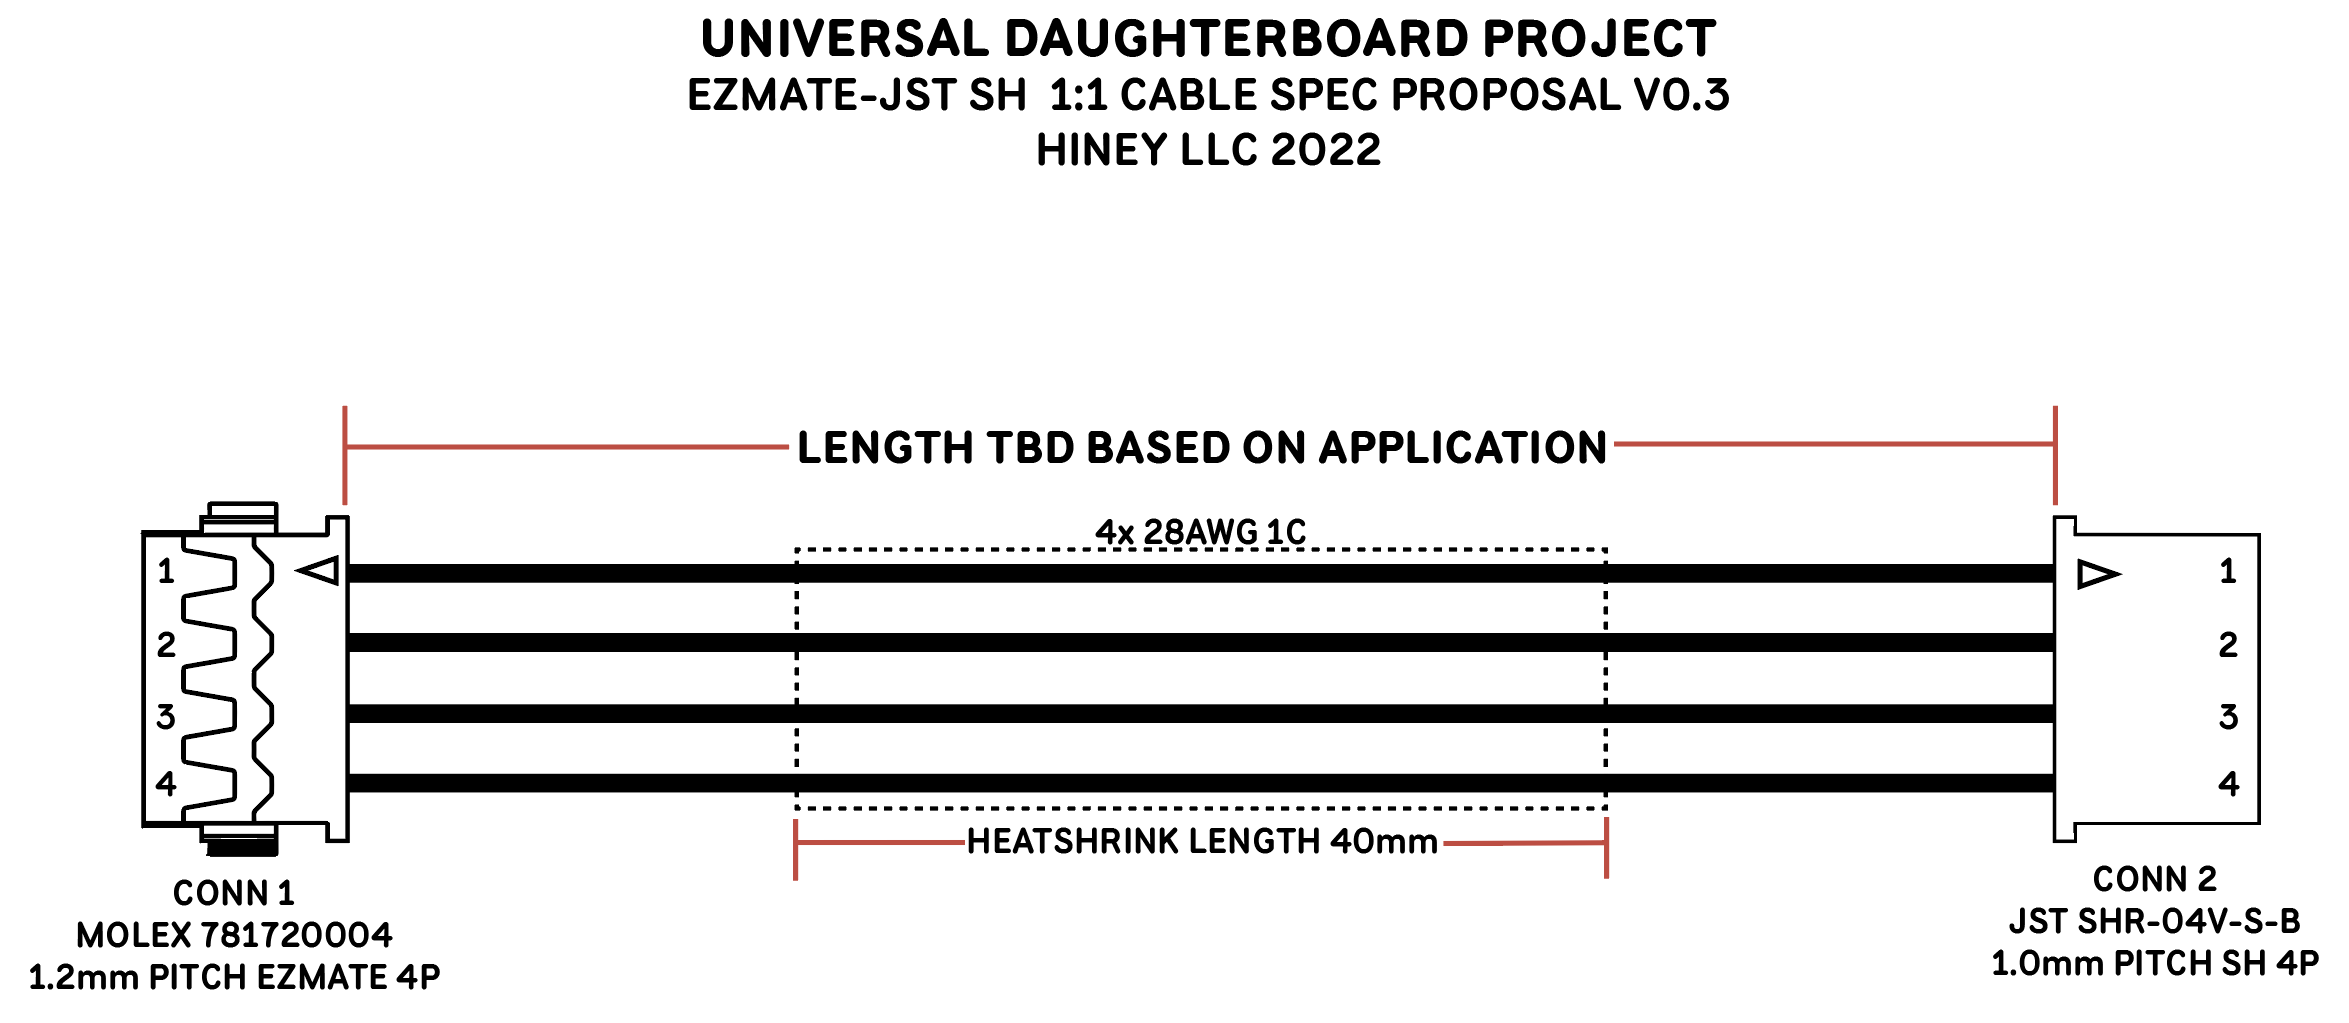 UNIVERSAL DAUGHTERBOARD PROJECT
EZMATE-JST SH 1:1 CABLE SPEC PROPOSAL V0.3
HINEY LLC 2022
LENGTH TBD BASED ON APPLICATION
4x 28AWG 1C
1
2
3
4
1
2
3
4
HEATSHRINK LENGTH 40mm
CONN 1
MOLEX 781720004
1.2mm PITCH EZMATE 4P
CONN 2
JST SHR-04V-S-B
1.0mm PITCH SH 4P